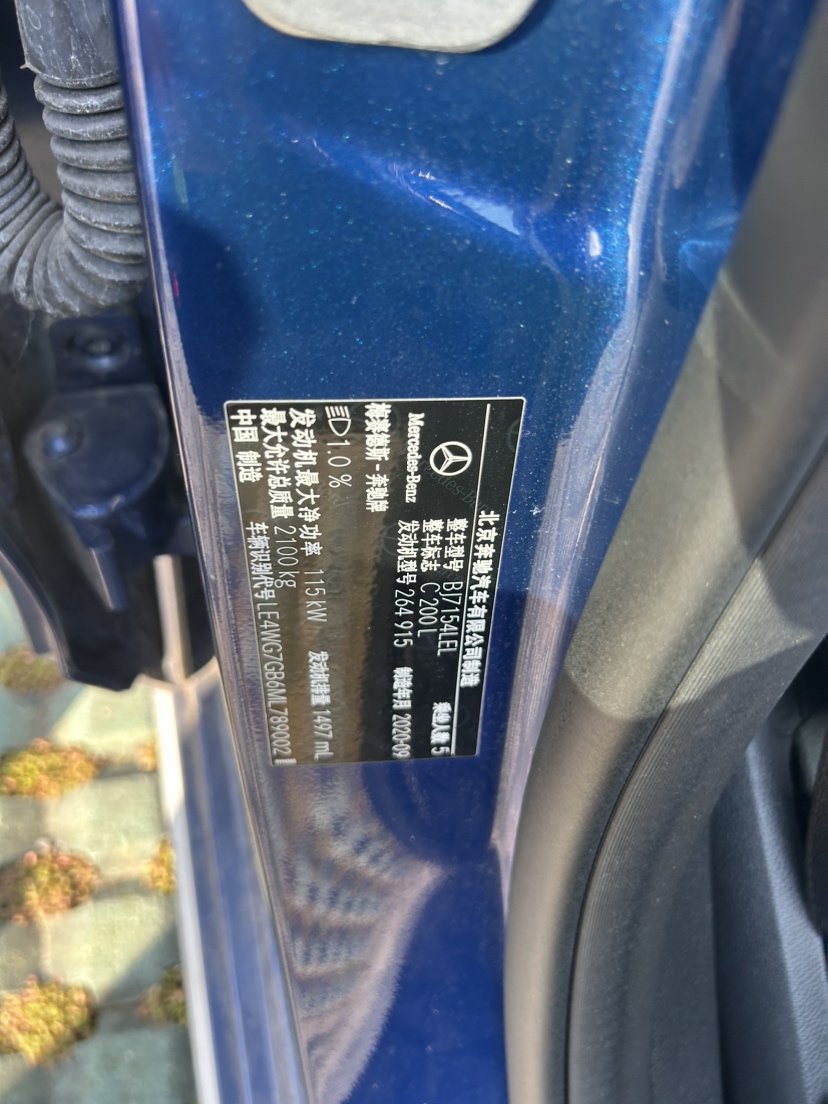 北京奔驰汽车有限公司制造
Mercedes-Benz
整车型号 BJ7154LEL 乘坐人数 5
整车标志 C 200 L
发动机型号 264 915 制造年月 2020-09
梅赛德斯-奔驰牌
1.0 %
发动机最大净功率 115 kW 发动机排量 1497 mL
最大允许总质量 2100 kg
中国 制造 车辆识别代号 LE4WG7GB6ML789002